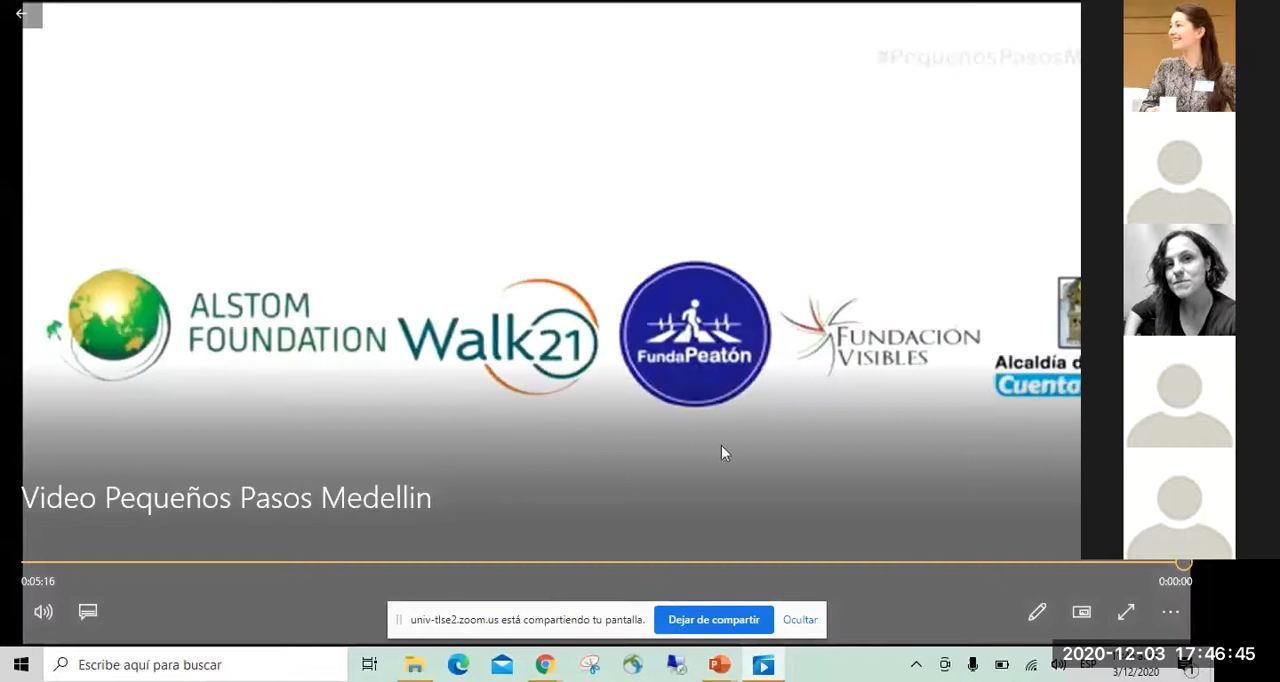 #PequeñosPasosM
ALSTOM
FOUNDATION
Walk21
FundaPeatón
FUNDACIÓN
VISIBLES
Alcaldía d
Cuenta
Video Pequeños Pasos Medellin
0:05:16
0:00:00
univ-tlse2.zoom.us está compartiendo tu pantalla.
Dejar de compartir
Ocultar
Escribe aquí para buscar
ESP
3/12/2020
1
2020-12-03 17:46:45